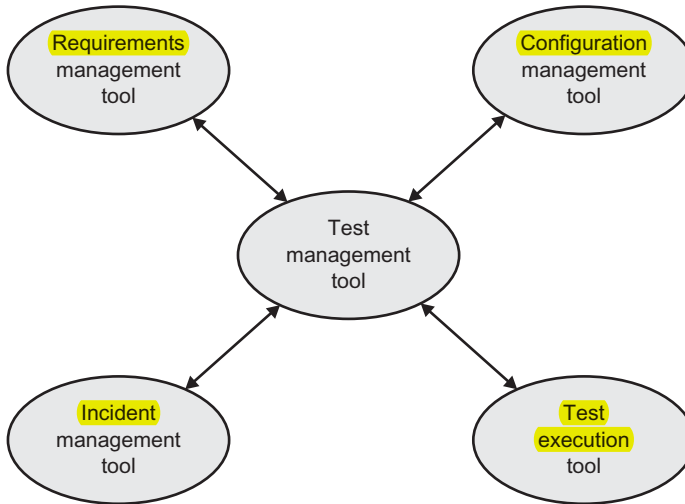 Requirements
management
tool
Configuration
management
tool
Test
management
tool
Incident
management
tool
Test
execution
tool